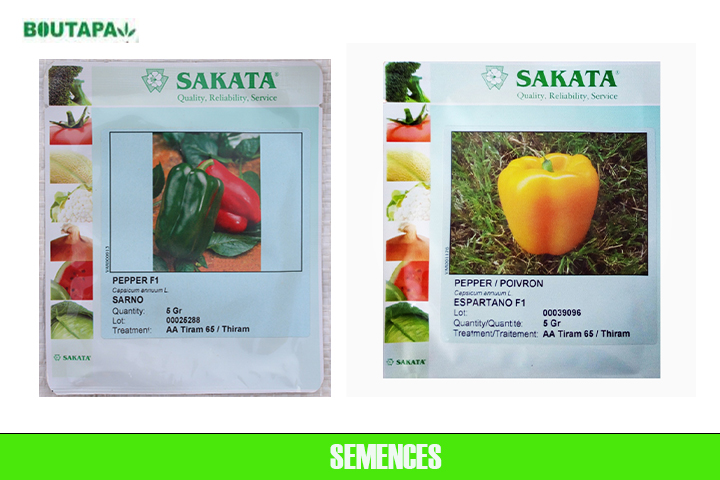 BOUTAPA
SAKATA®
Quality, Reliability, Service
PEPPER F1
Capsicum annuum L.
SARNO
Quantity: 5 Gr
Lot: 00025288
Treatment: AA Tiram 65 / Thiram
SAKATA
SAKATA®
Quality, Reliability, Service
PEPPER / POIVRON
Capsicum annuum L.
ESPARTANO F1
Lot: 00039096
Quantity/Quantité: 5 Gr
Treatment/Traitement: AA Tiram 65 / Thiram
SAKATA
SEMENCES